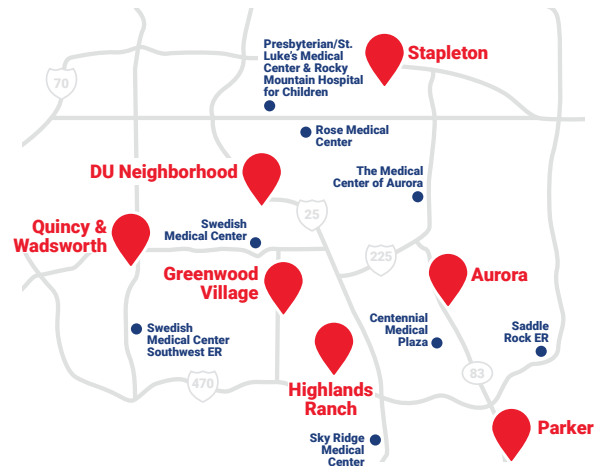 Presbyterian/St.
Luke's Medical
Center & Rocky
Mountain Hospital
for Children
Stapleton
70
Rose Medical
Center
DU Neighborhood
The Medical
Center of Aurora
25
Quincy &
Wadsworth
Swedish
Medical Center
225
Greenwood
Village
Aurora
Swedish
Medical Center
Southwest ER
Centennial
Medical
Plaza
Saddle
Rock ER
470
83
Highlands
Ranch
Parker
Sky Ridge
Medical
Center